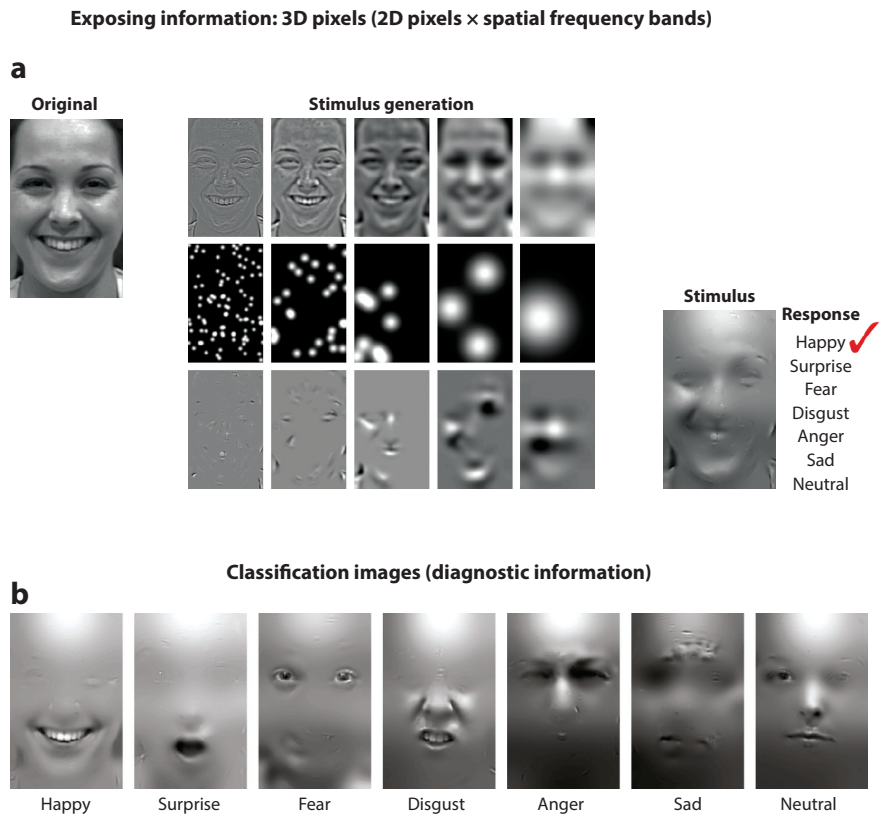 Exposing information: 3D pixels (2D pixels × spatial frequency bands)
a
Original
Stimulus generation
Stimulus
Response
Happy
Surprise
Fear
Disgust
Anger
Sad
Neutral
Classification images (diagnostic information)
b
Happy
Surprise
Fear
Disgust
Anger
Sad
Neutral